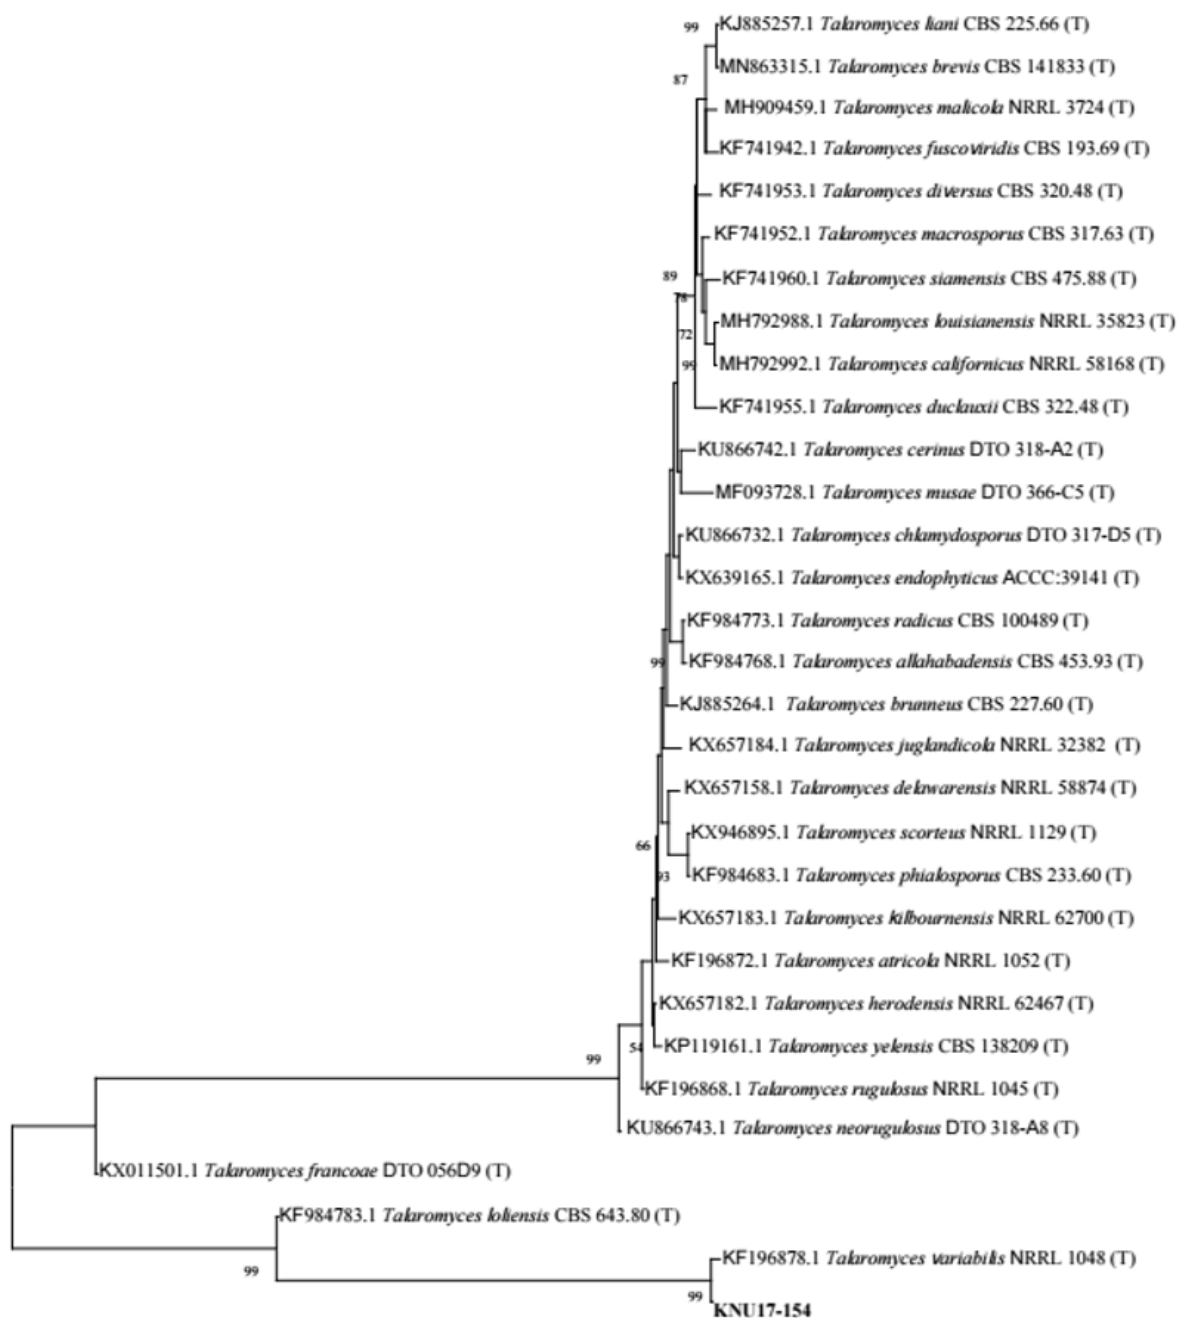 99
KJ885257.1 Talaromyces liani CBS 225.66 (T)
MN863315.1 Talaromyces brevis CBS 141833 (T)
87
MH909459.1 Talaromyces malicola NRRL 3724 (T)
KF741942.1 Talaromyces fuscoviridis CBS 193.69 (T)
KF741953.1 Talaromyces diversus CBS 320.48 (T)
KF741952.1 Talaromyces macrosporus CBS 317.63 (T)
89
KF741960.1 Talaromyces siamensis CBS 475.88 (T)
78
MH792988.1 Talaromyces louisianensis NRRL 35823 (T)
72
MH792992.1 Talaromyces californicus NRRL 58168 (T)
99
KF741955.1 Talaromyces duclauxii CBS 322.48 (T)
KU866742.1 Talaromyces cerinus DTO 318-A2 (T)
MF093728.1 Talaromyces musae DTO 366-C5 (T)
KU866732.1 Talaromyces chlamydosporus DTO 317-D5 (T)
KX639165.1 Talaromyces endophyticus ACCC:39141 (T)
KF984773.1 Talaromyces radicus CBS 100489 (T)
99
KF984768.1 Talaromyces allahabadensis CBS 453.93 (T)
KJ885264.1 Talaromyces brunneus CBS 227.60 (T)
KX657184.1 Talaromyces juglandicola NRRL 32382 (T)
KX657158.1 Talaromyces delawarensis NRRL 58874 (T)
KX946895.1 Talaromyces scorteus NRRL 1129 (T)
66
KF984683.1 Talaromyces phialosporus CBS 233.60 (T)
93
KX657183.1 Talaromyces kilbournensis NRRL 62700 (T)
KF196872.1 Talaromyces atricola NRRL 1052 (T)
KX657182.1 Talaromyces herodensis NRRL 62467 (T)
KP119161.1 Talaromyces yelensis CBS 138209 (T)
54
99
KF196868.1 Talaromyces rugulosus NRRL 1045 (T)
KU866743.1 Talaromyces neorugulosus DTO 318-A8 (T)
KX011501.1 Talaromyces francoae DTO 056D9 (T)
KF984783.1 Talaromyces loliensis CBS 643.80 (T)
KF196878.1 Talaromyces variabilis NRRL 1048 (T)
99
99
KNU17-154